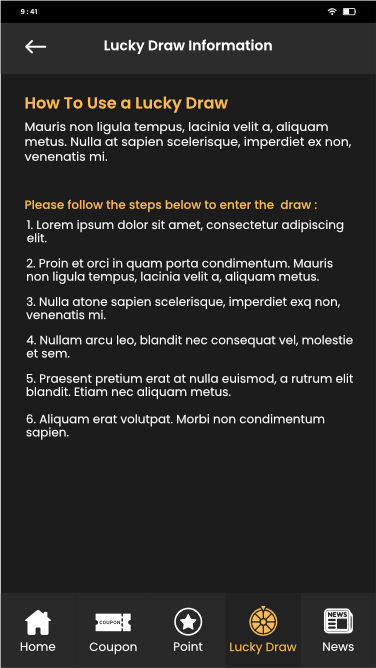 9:41
Lucky Draw Information
How To Use a Lucky Draw
Mauris non ligula tempus, lacinia velit a, aliquam
metus. Nulla at sapien scelerisque, imperdiet ex non,
venenatis mi.
Please follow the steps below to enter the draw :
1. Lorem ipsum dolor sit amet, consectetur adipiscing
elit.
2. Proin et orci in quam porta condimentum. Mauris
non ligula tempus, lacinia velit a, aliquam metus.
3. Nulla atone sapien scelerisque, imperdiet exq non,
venenatis mi.
4. Nullam arcu leo, blandit nec consequat vel, molestie
et sem.
5. Praesent pretium erat at nulla euismod, a rutrum elit
blandit. Etiam nec aliquam metus.
6. Aliquam erat volutpat. Morbi non condimentum
sapien.
COUPON
NEWS
Home Coupon Point Lucky Draw News